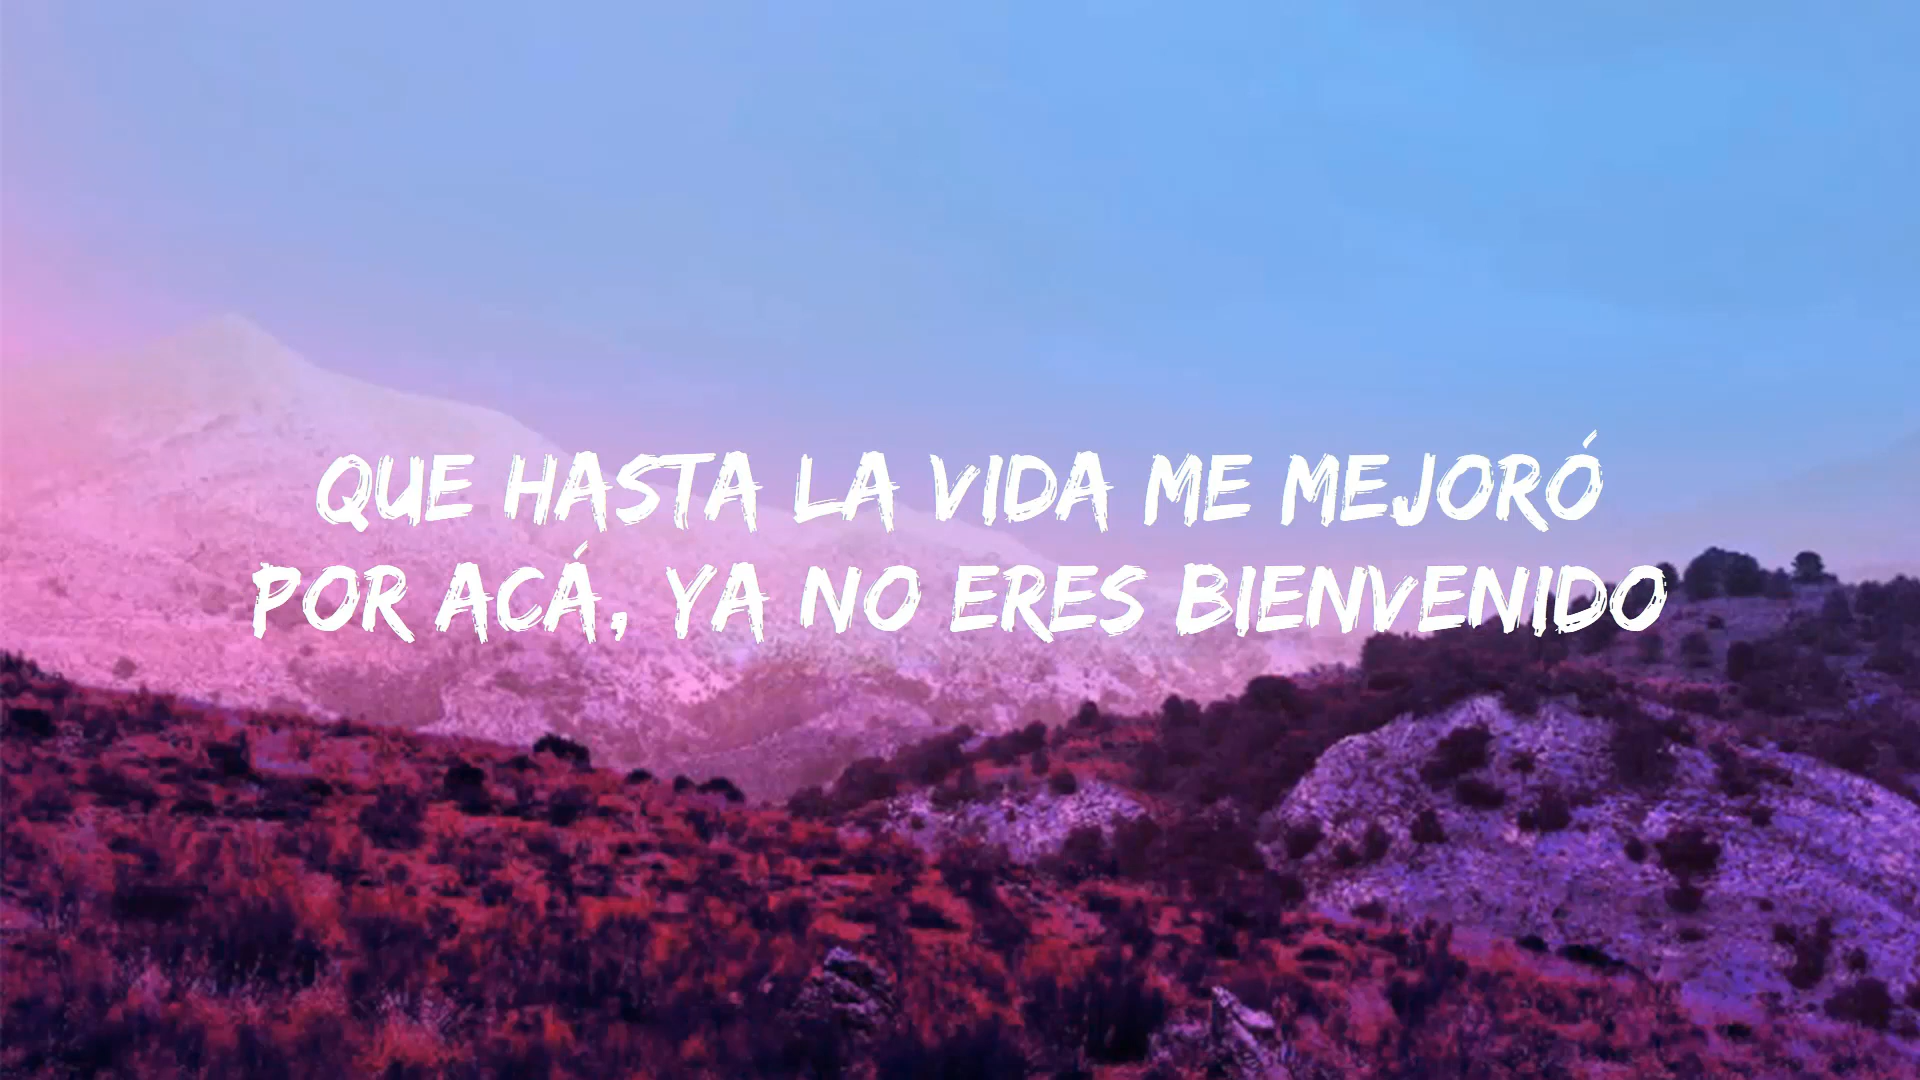 QUE HASTA LA VIDA ME MEJORÓ
POR ACÁ, YA NO ERES BIENVENIDO